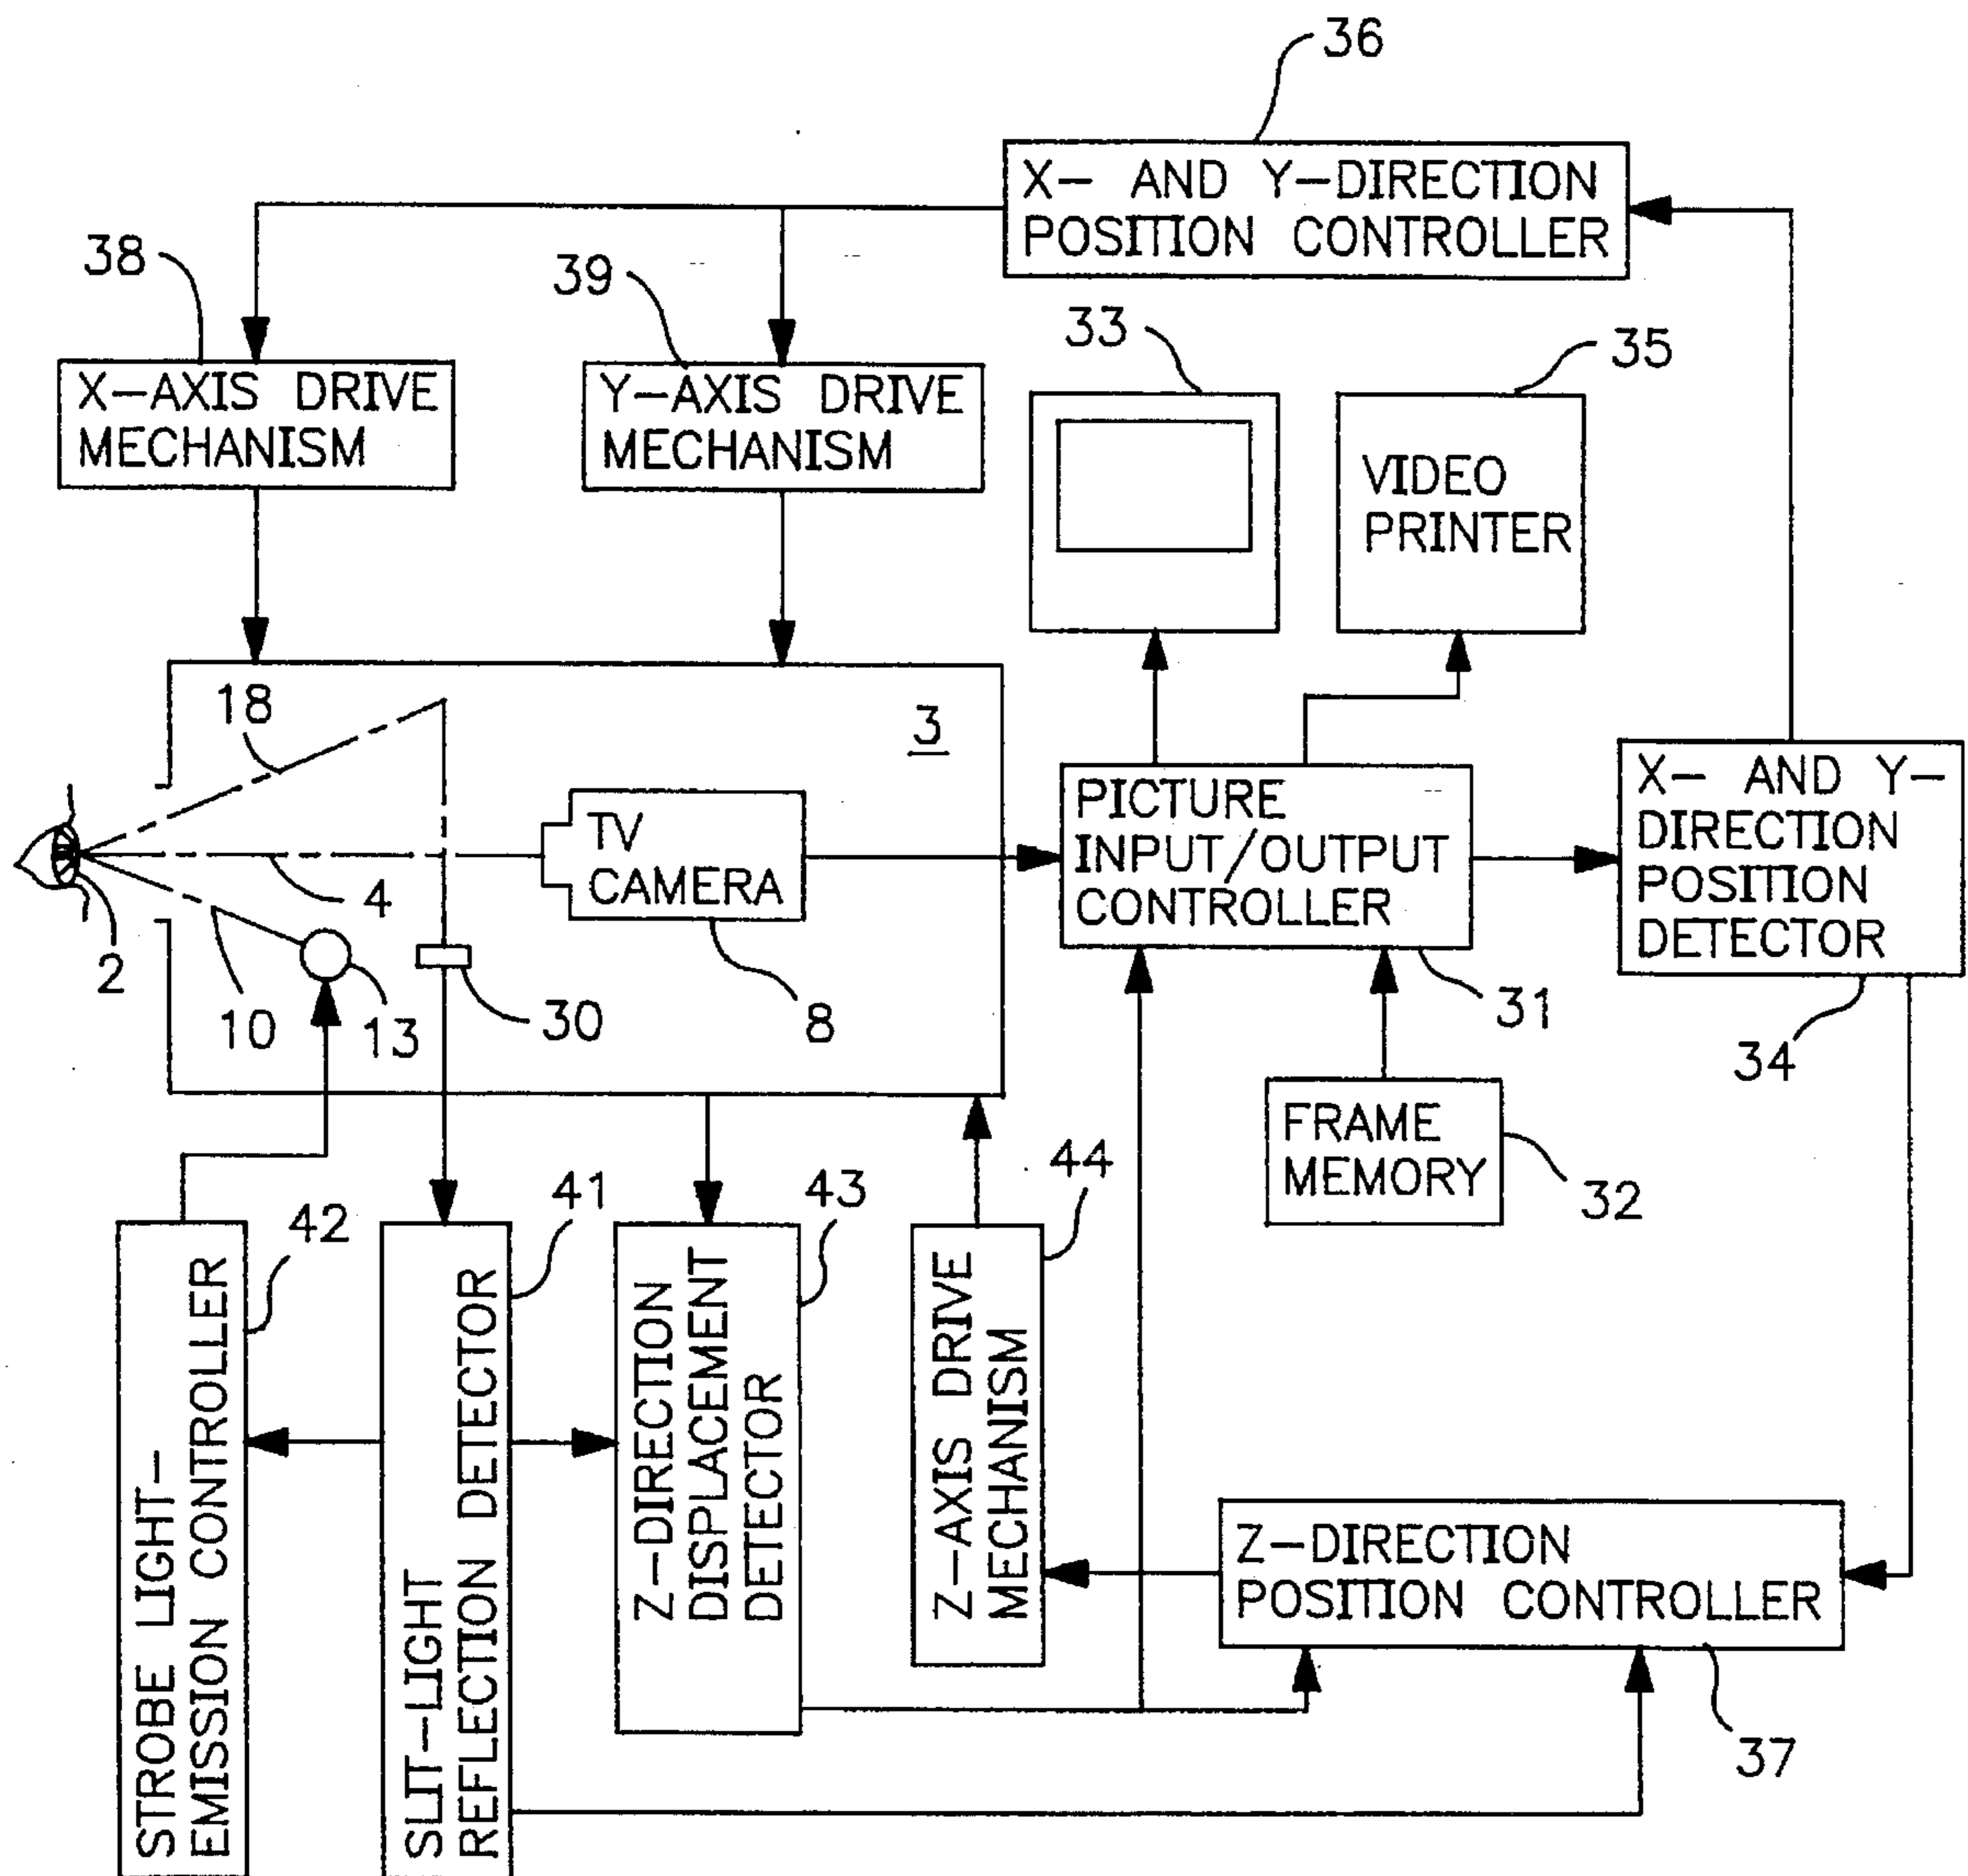 36
X– AND Y–DIRECTION
POSITION CONTROLLER
38
39
33
35
X–AXIS DRIVE
MECHANISM
Y–AXIS DRIVE
MECHANISM
VIDEO
PRINTER
18
3
TV
CAMERA
PICTURE
INPUT/OUTPUT
CONTROLLER
X– AND Y–
DIRECTION
POSITION
DETECTOR
4
2
10
13
30
8
31
34
FRAME
MEMORY
32
42
41
43
44
STROBE LIGHT–
EMISSION CONTROLLER
SLIT–LIGHT
REFLECTION DETECTOR
Z–DIRECTION
DISPLACEMENT
DETECTOR
Z–AXIS DRIVE
MECHANISM
Z–DIRECTION
POSITION CONTROLLER
37